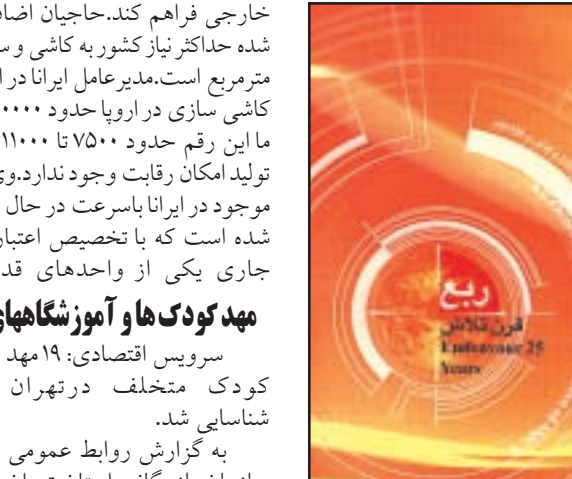 خارجی فراهم کند.حاجیان اضا
شده حداکثر نیاز کشور به کاشی و س
مترمربع است.مدیرعامل ایرانا در ا
کاشی سازی در اروپا حدود ۰۰۰۰
ما این رقم حدود ۷۵۰۰ تا ۱۱۰۰۰
تولید امکان رقابت وجود ندارد.وی
موجود در ایرانا باسرعت در حال
شده است که با تخصیص اعتبار
جاری یکی از واحدهای قد
مهد کودک ها و آموزشگاههای
سرویس اقتصادی: ۱۹مهد
کودک متخلف درتهران
شناسایی شد.
به گزارش روابط عمومی
ربع
قرن تلاش
Endeavour 25
Years